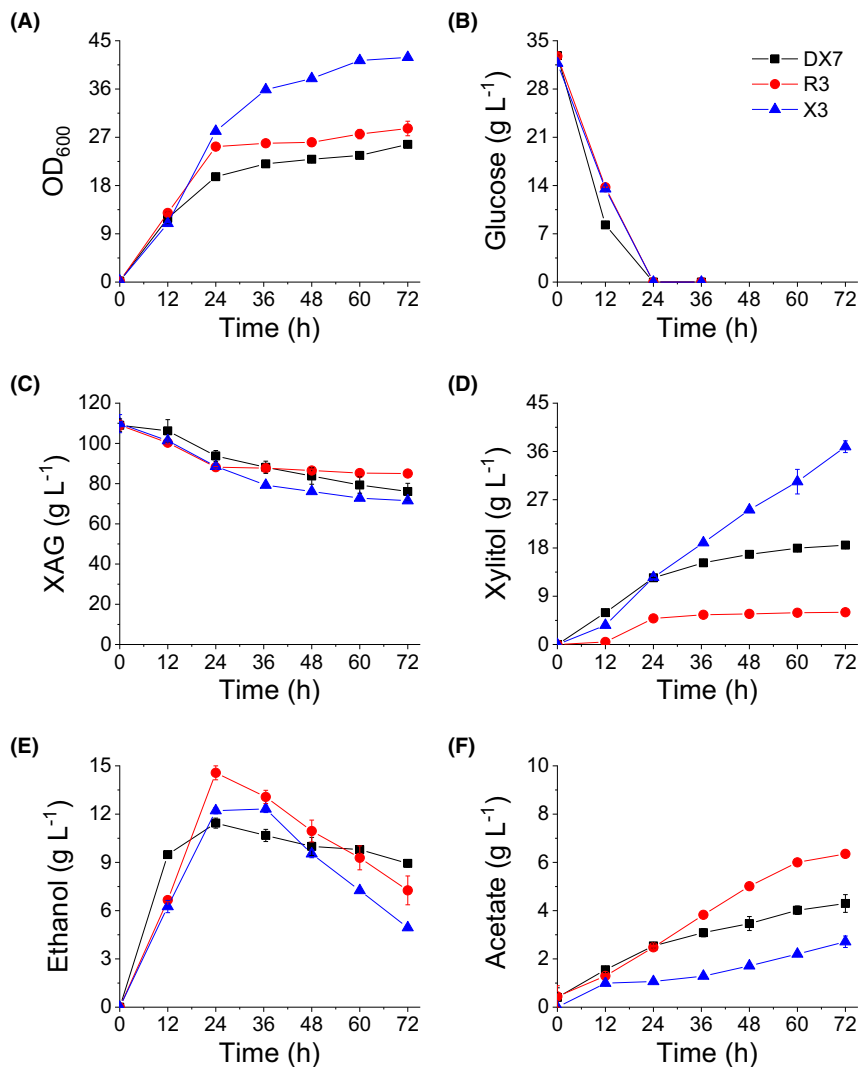 (A)
45
36
27
18
9
0
OD600
0 12 24 36 48 60 72
Time (h)
(B)
35
28
21
14
7
0
Glucose (g L-1)
DX7
R3
X3
0 12 24 36 48 60 72
Time (h)
(C)
120
100
80
60
40
20
0
XAG (g L-1)
0 12 24 36 48 60 72
Time (h)
(D)
45
36
27
18
9
0
Xylitol (g L-1)
0 12 24 36 48 60 72
Time (h)
(E)
15
12
9
6
3
0
Ethanol (g L-1)
0 12 24 36 48 60 72
Time (h)
(F)
10
8
6
4
2
0
Acetate (g L-1)
0 12 24 36 48 60 72
Time (h)